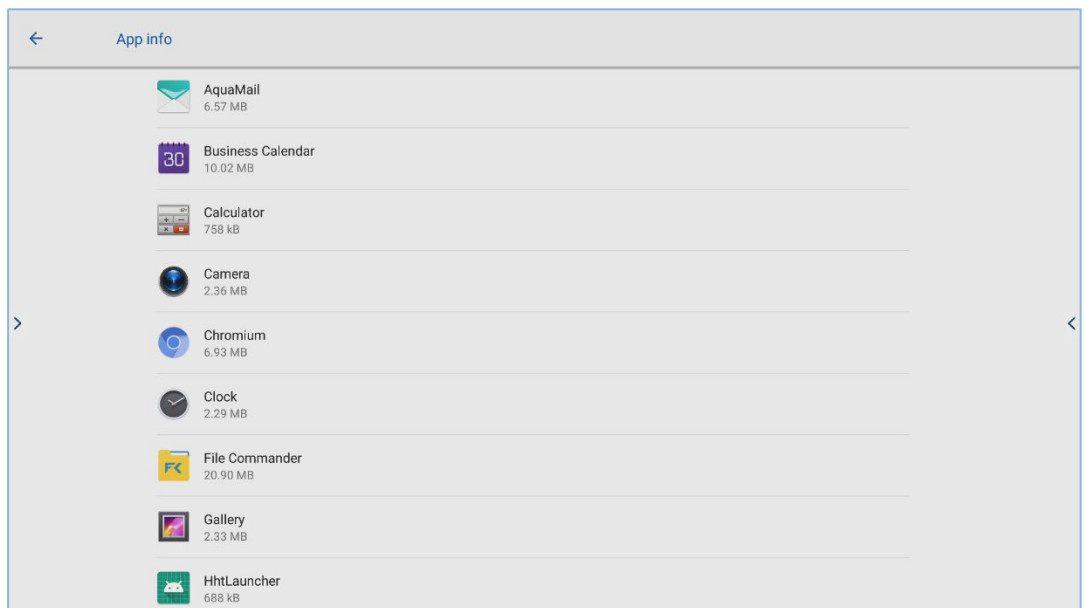 App info
AquaMail
6.57 MB
30
Business Calendar
10.02 MB
Calculator
758 kB
Camera
2.36 MB
Chromium
6.93 MB
Clock
2.29 MB
File Commander
20.90 MB
Gallery
2.33 MB
HhtLauncher
688 kB